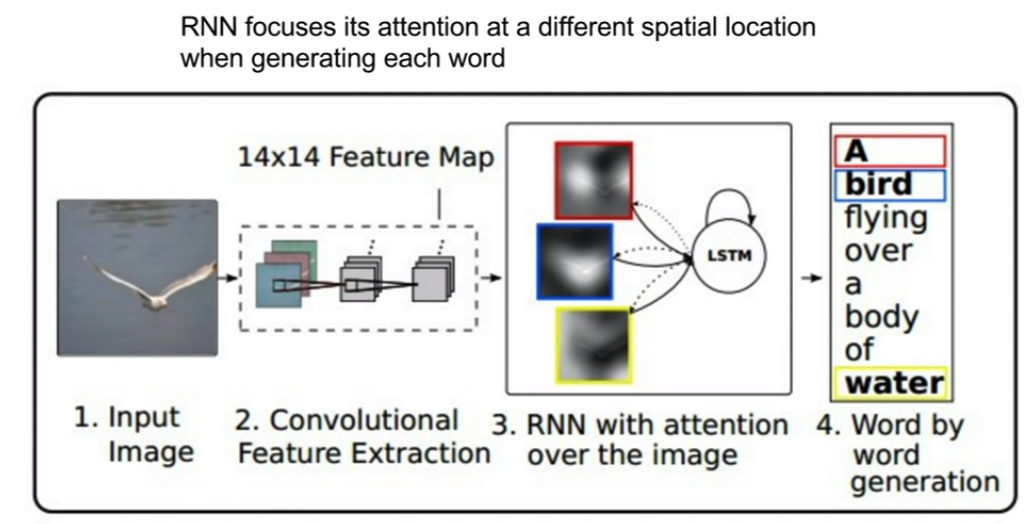 RNN focuses its attention at a different spatial location
when generating each word
14x14 Feature Map
LSTM
A
bird
flying
over
a
body
of
water
1. Input
Image
2. Convolutional
Feature Extraction
3. RNN with attention
over the image
4. Word by
word
generation